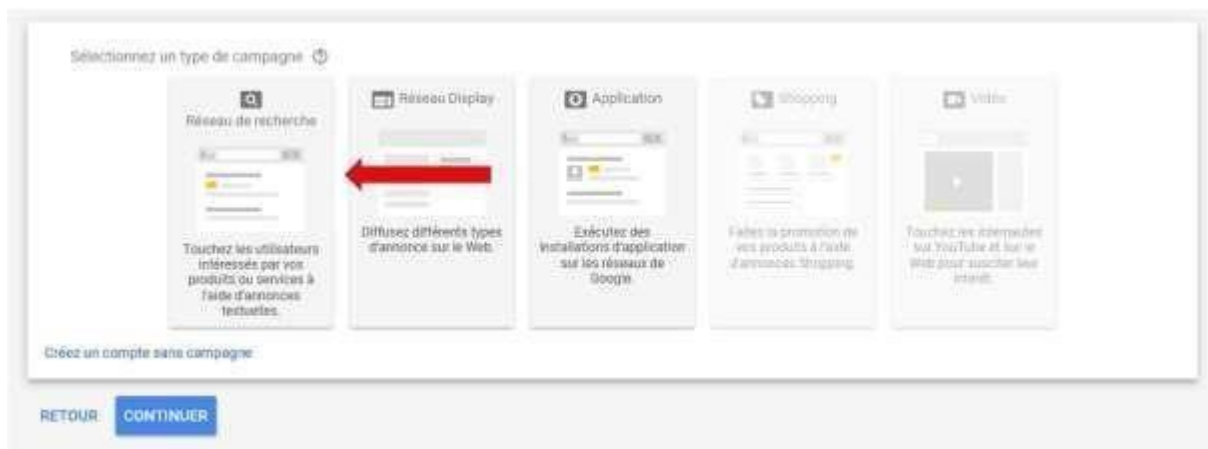 Sélectionnez un type de campagne
Réseau de recherche
Touchez les utilisateurs
intéressés par vos
produits ou services à
l'aide d'annonces
textuelles.
Réseau Display
Diffusez différents types
d'annonce sur le Web.
Application
Exécutez des
installations d'application
sur les réseaux de
Google.
Shopping
Faites la promotion de
vos produits à l'aide
d'annonces Shopping.
Vidéo
Touchez les internautes
sur YouTube et sur le
Web pour susciter leur
intérêt.
Créez un compte sans campagne
RETOUR
CONTINUER